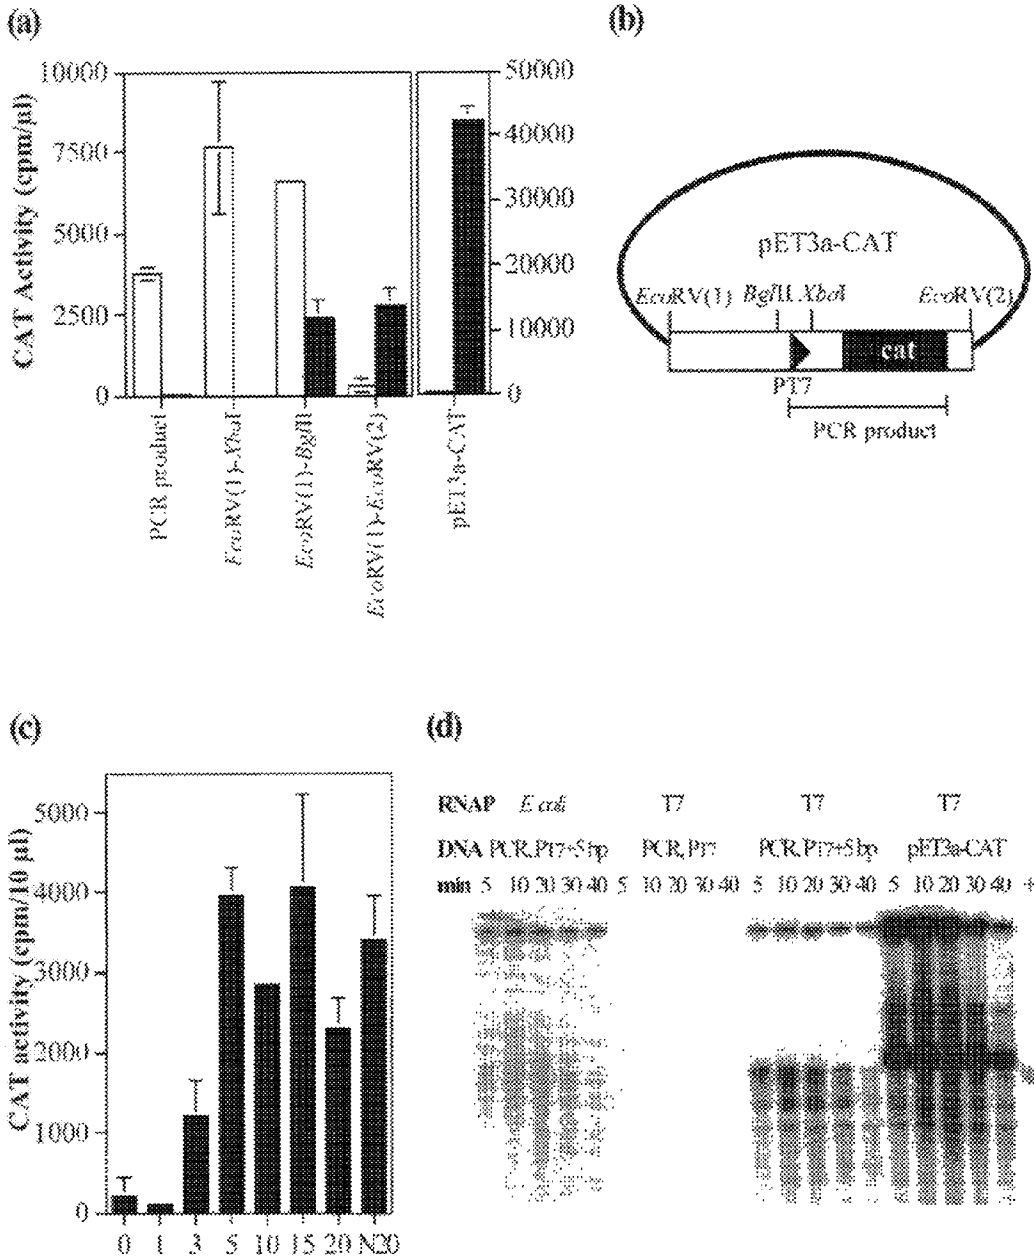 (a)
10000
7500
5000
2500
0
CAT Activity (cpm/µl)
50000
40000
30000
20000
10000
0
PCR product
EcoRV(1)-XbaI
EcoRV(1)-BglII
EcoRV(1)-EcoRV(2)
pET3a-CAT
(b)
pET3a-CAT
EcoRV(1) BglII XbaI EcoRV(2)
cat
PT7
PCR product
(c)
5000
4000
3000
2000
1000
0
CAT activity (cpm/10 µl)
0 1 3 5 10 15 20 N20
(d)
RNAP E coli T7 T7 T7
DNA PCR,PT7+5bp PCR,PT7 PCR,PT7+5bp pET3a-CAT
min 5 10 20 30 40 5 10 20 30 40 5 10 20 30 40 5 10 20 30 40 +